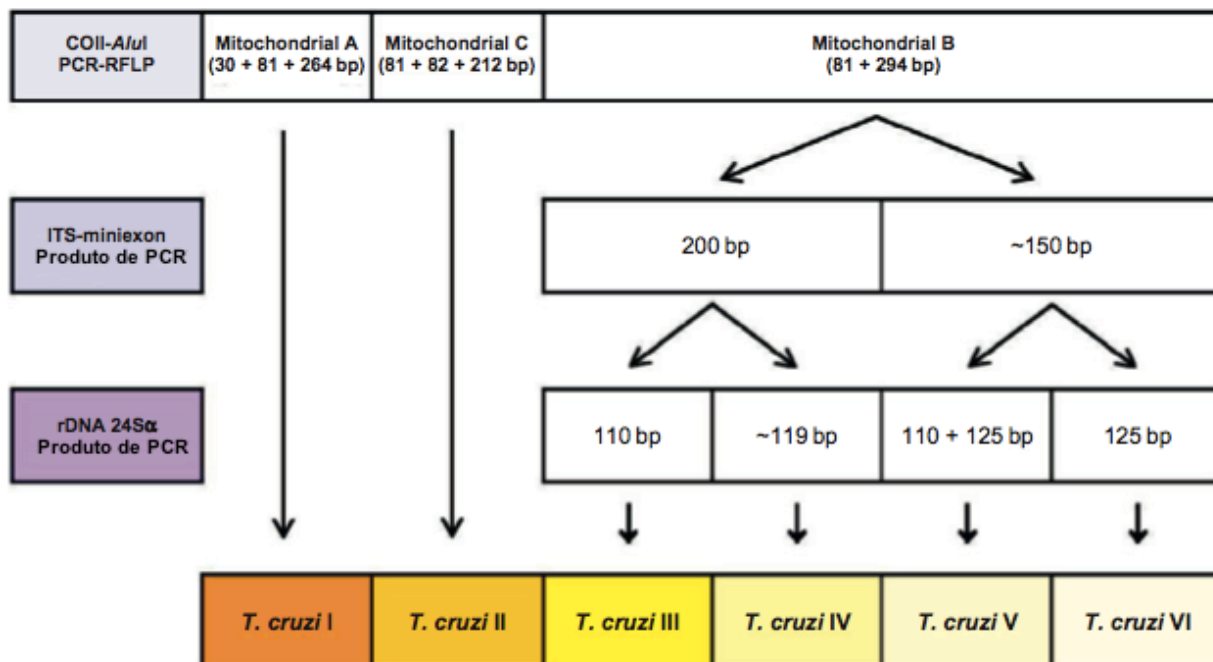 COII-AluI
PCR-RFLP
Mitochondrial A
(30 + 81 + 264 bp)
Mitochondrial C
(81 + 82 + 212 bp)
Mitochondrial B
(81 + 294 bp)
ITS-miniexon
Produto de PCR
200 bp
~150 bp
rDNA 24Sα
Produto de PCR
110 bp
~119 bp
110 + 125 bp
125 bp
T. cruzi I
T. cruzi II
T. cruzi III
T. cruzi IV
T. cruzi V
T. cruzi VI